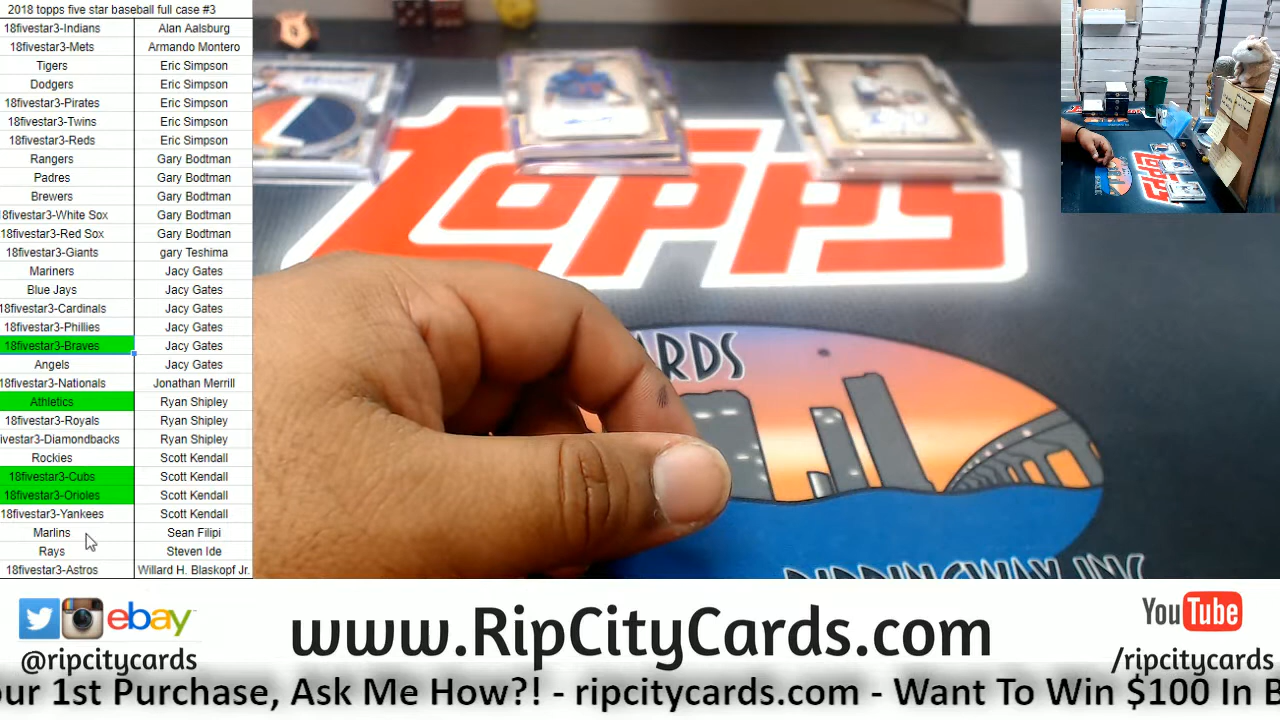 2018 topps five star baseball full case #3
18fivestar3-Indians Alan Aalsburg
18fivestar3-Mets Armando Montero
Tigers Eric Simpson
Dodgers Eric Simpson
18fivestar3-Pirates Eric Simpson
18fivestar3-Twins Eric Simpson
18fivestar3-Reds Eric Simpson
Rangers Gary Bodtman
Padres Gary Bodtman
Brewers Gary Bodtman
8fivestar3-White Sox Gary Bodtman
18fivestar3-Red Sox Gary Bodtman
18fivestar3-Giants gary Teshima
Mariners Jacy Gates
Blue Jays Jacy Gates
18fivestar3-Cardinals Jacy Gates
18fivestar3-Phillies Jacy Gates
18fivestar3-Braves Jacy Gates
Angels Jacy Gates
18fivestar3-Nationals Jonathan Merrill
Athletics Ryan Shipley
18fivestar3-Royals Ryan Shipley
ivestar3-Diamondbacks Ryan Shipley
Rockies Scott Kendall
18fivestar3-Cubs Scott Kendall
18fivestar3-Orioles Scott Kendall
18fivestar3-Yankees Scott Kendall
Marlins Sean Filipi
Rays Steven Ide
18fivestar3-Astros Willard H. Blaskopf Jr.
Topps
ARDS
RIPPINGWAX INC
ebay
@ripcitycards
www.RipCityCards.com
YouTube
/ripcitycards
our 1st Purchase, Ask Me How?! - ripcitycards.com - Want To Win $100 In B